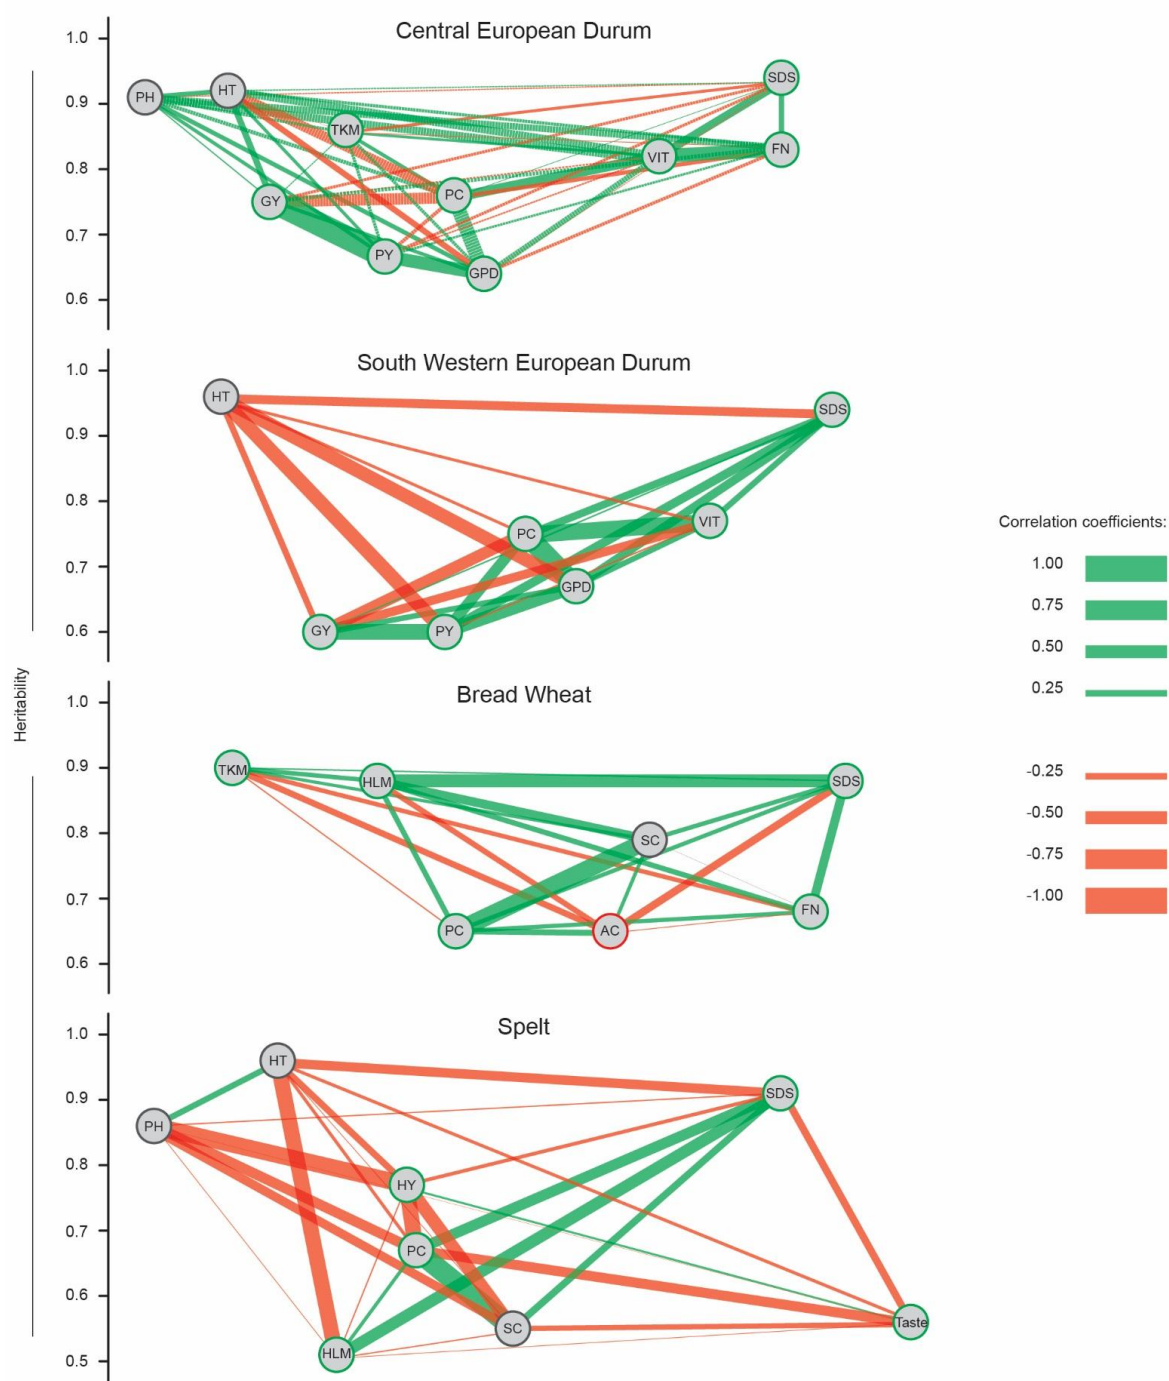 Central European Durum
1.0
0.9
0.8
0.7
0.6
PH
HT
TKM
SDS
FN
VIT
GY
PC
PY
GPD
South Western European Durum
1.0
0.9
0.8
0.7
0.6
HT
SDS
PC
VIT
GPD
GY
PY
Correlation coefficients:
1.00
0.75
0.50
0.25
-0.25
-0.50
-0.75
-1.00
Heritability
Bread Wheat
1.0
0.9
0.8
0.7
0.6
TKM
HLM
SDS
SC
FN
PC
AC
Spelt
1.0
0.9
0.8
0.7
0.6
0.5
HT
PH
SDS
HY
PC
SC
HLM
Taste